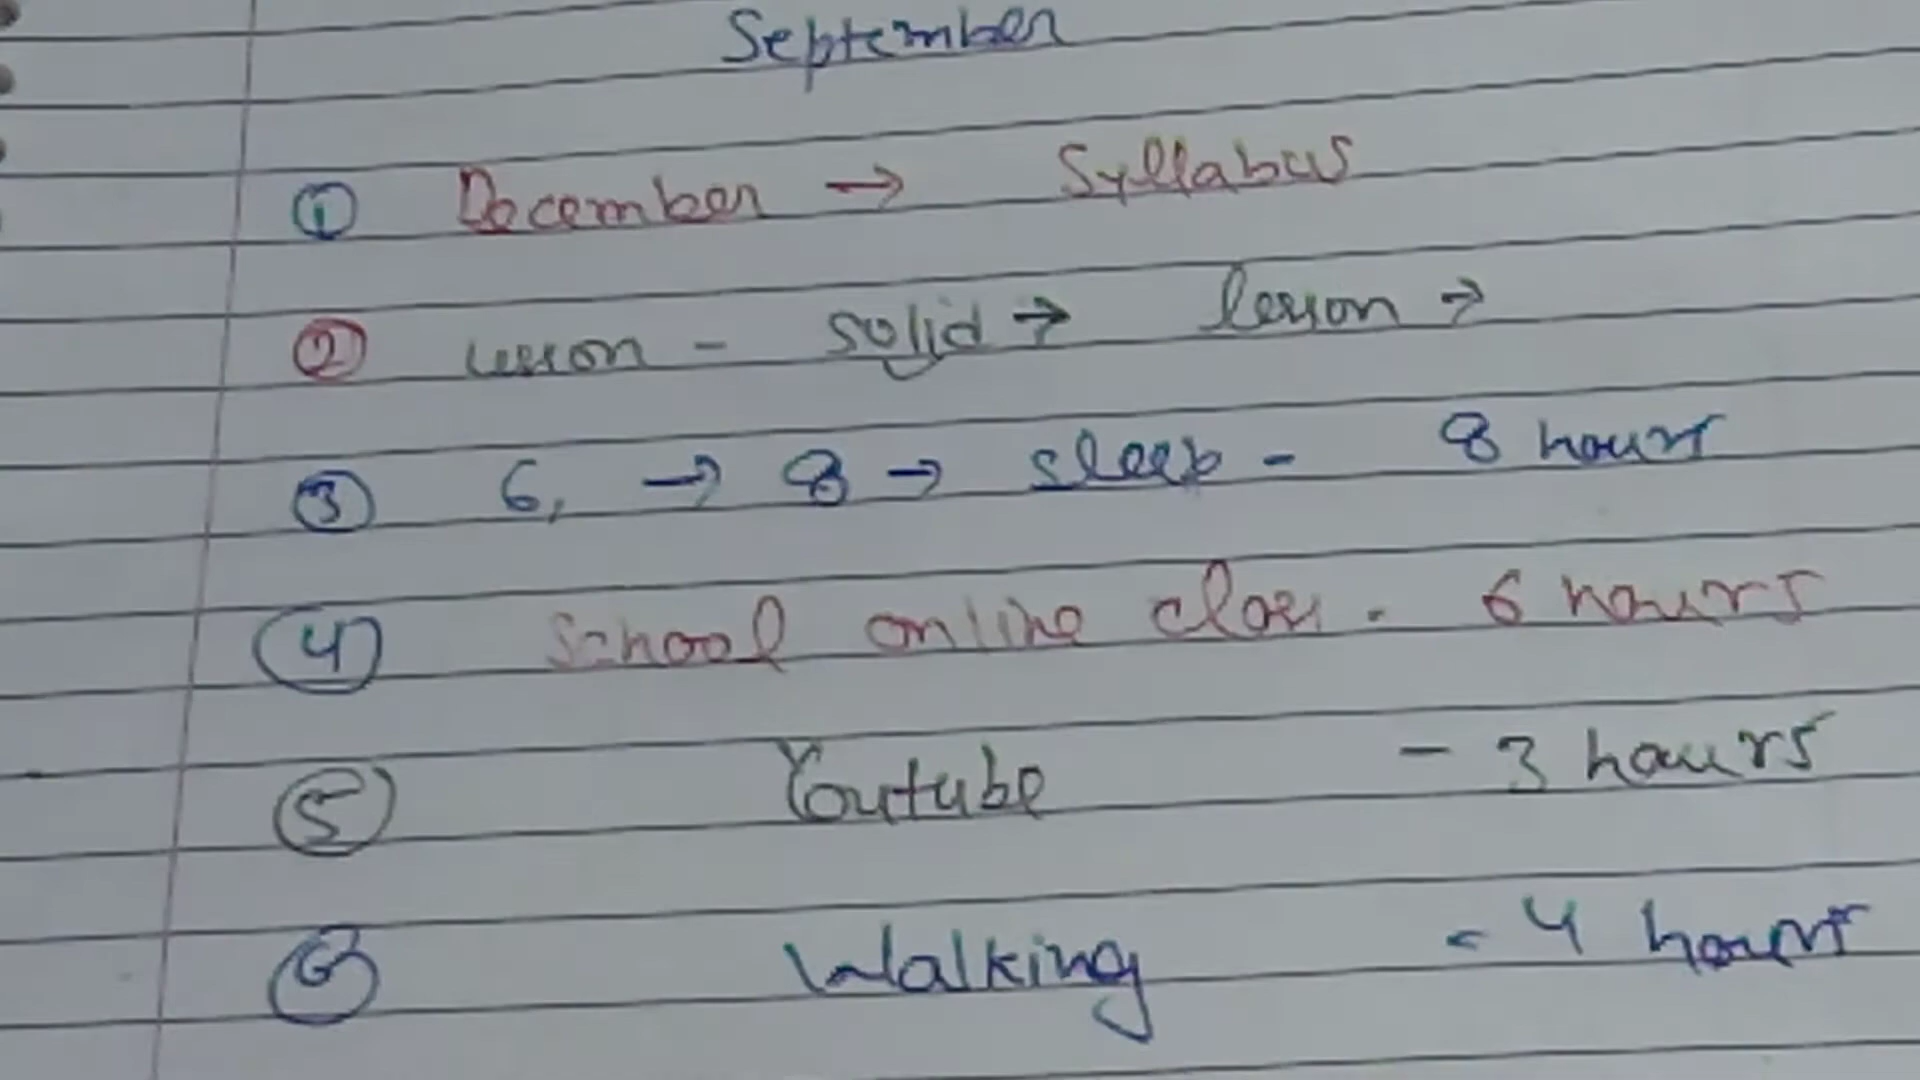 September
① December → Syllabus
② lesson - solid → lesson →
③ 6, → 8 → sleep - 8 hours
④ School online class - 6 hours
⑤ Youtube - 3 hours
⑥ Walking - 4 hours